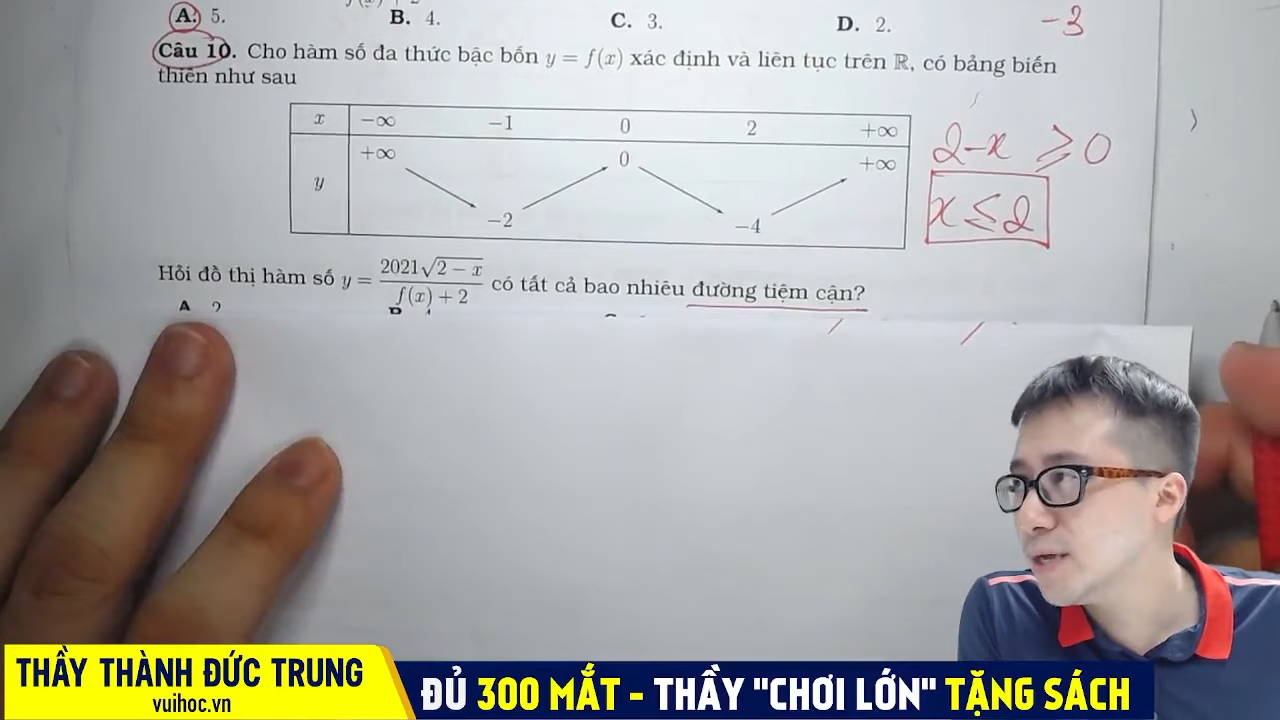 A. 5. B. 4. C. 3. D. 2.
-3
Câu 10. Cho hàm số đa thức bậc bốn y = f(x) xác định và liên tục trên ℝ, có bảng biến
thiên như sau
x −∞ −1 0 2 +∞
y +∞ −2 0 −4 +∞
2-x ⩾ 0
x ≤ 2
Hỏi đồ thị hàm số y = 2021√(2 − x) / (f(x) + 2) có tất cả bao nhiêu đường tiệm cận?
THẦY THÀNH ĐỨC TRUNG
vuihoc.vn
ĐỦ 300 MẮT - THẦY "CHƠI LỚN" TẶNG SÁCH